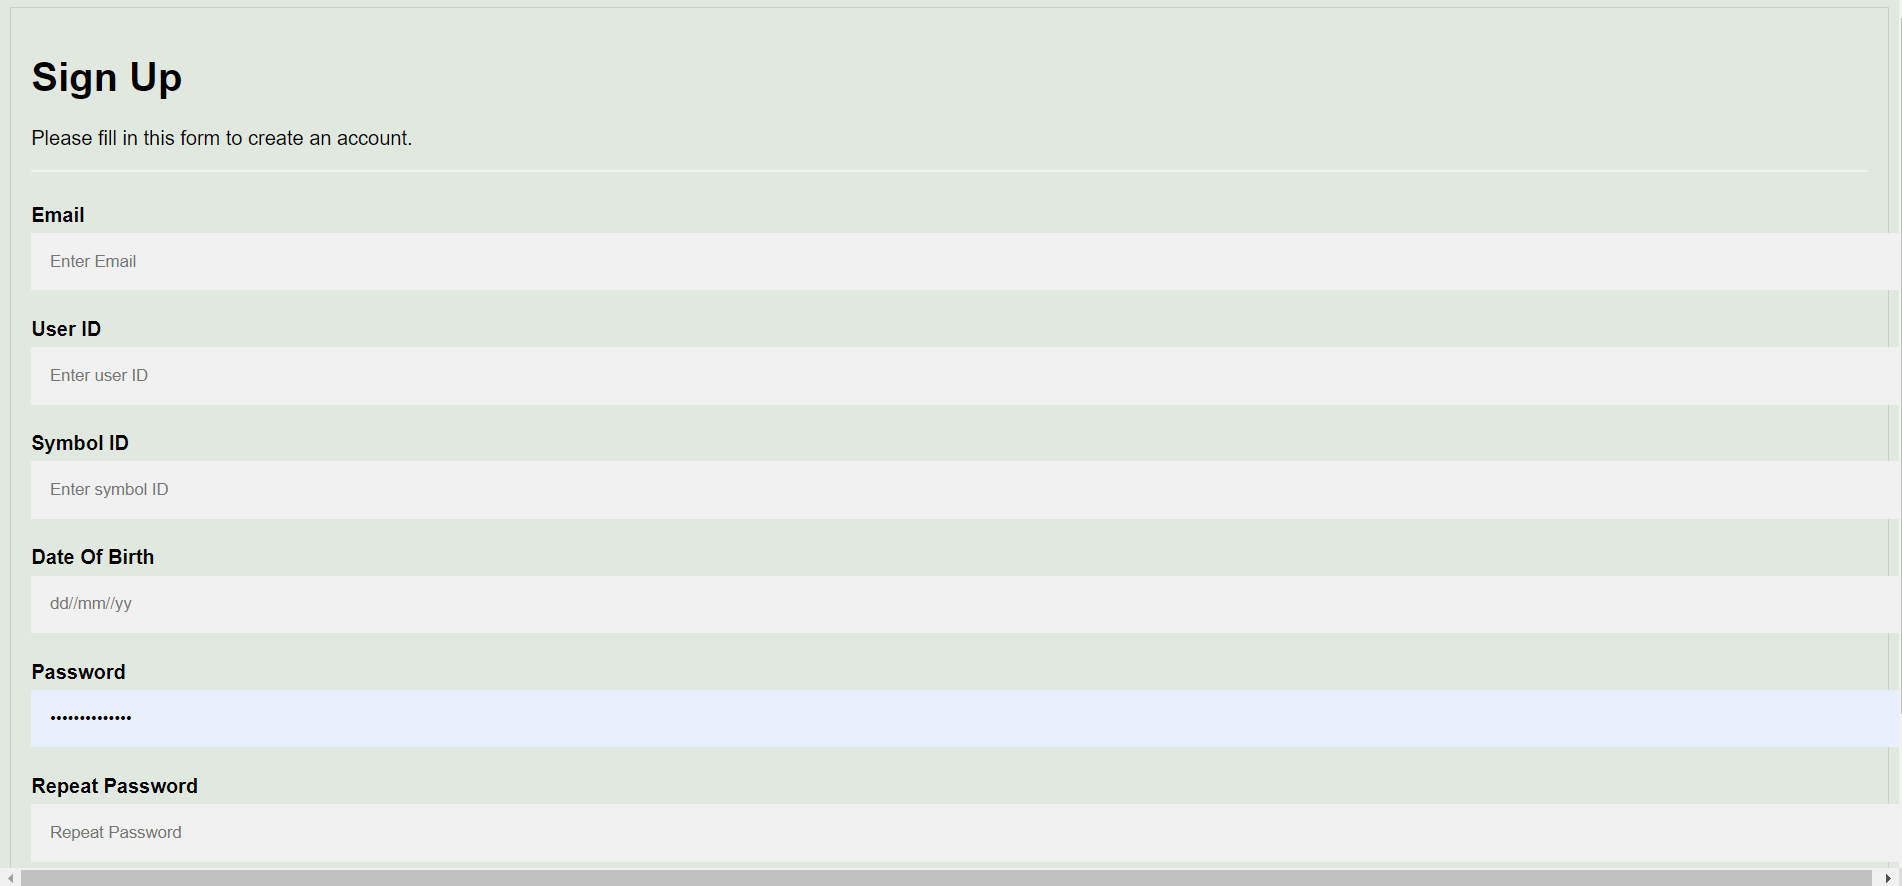 Sign Up
Please fill in this form to create an account.
Email
Enter Email
User ID
Enter user ID
Symbol ID
Enter symbol ID
Date Of Birth
dd//mm//yy
Password
••••••••••••••
Repeat Password
Repeat Password